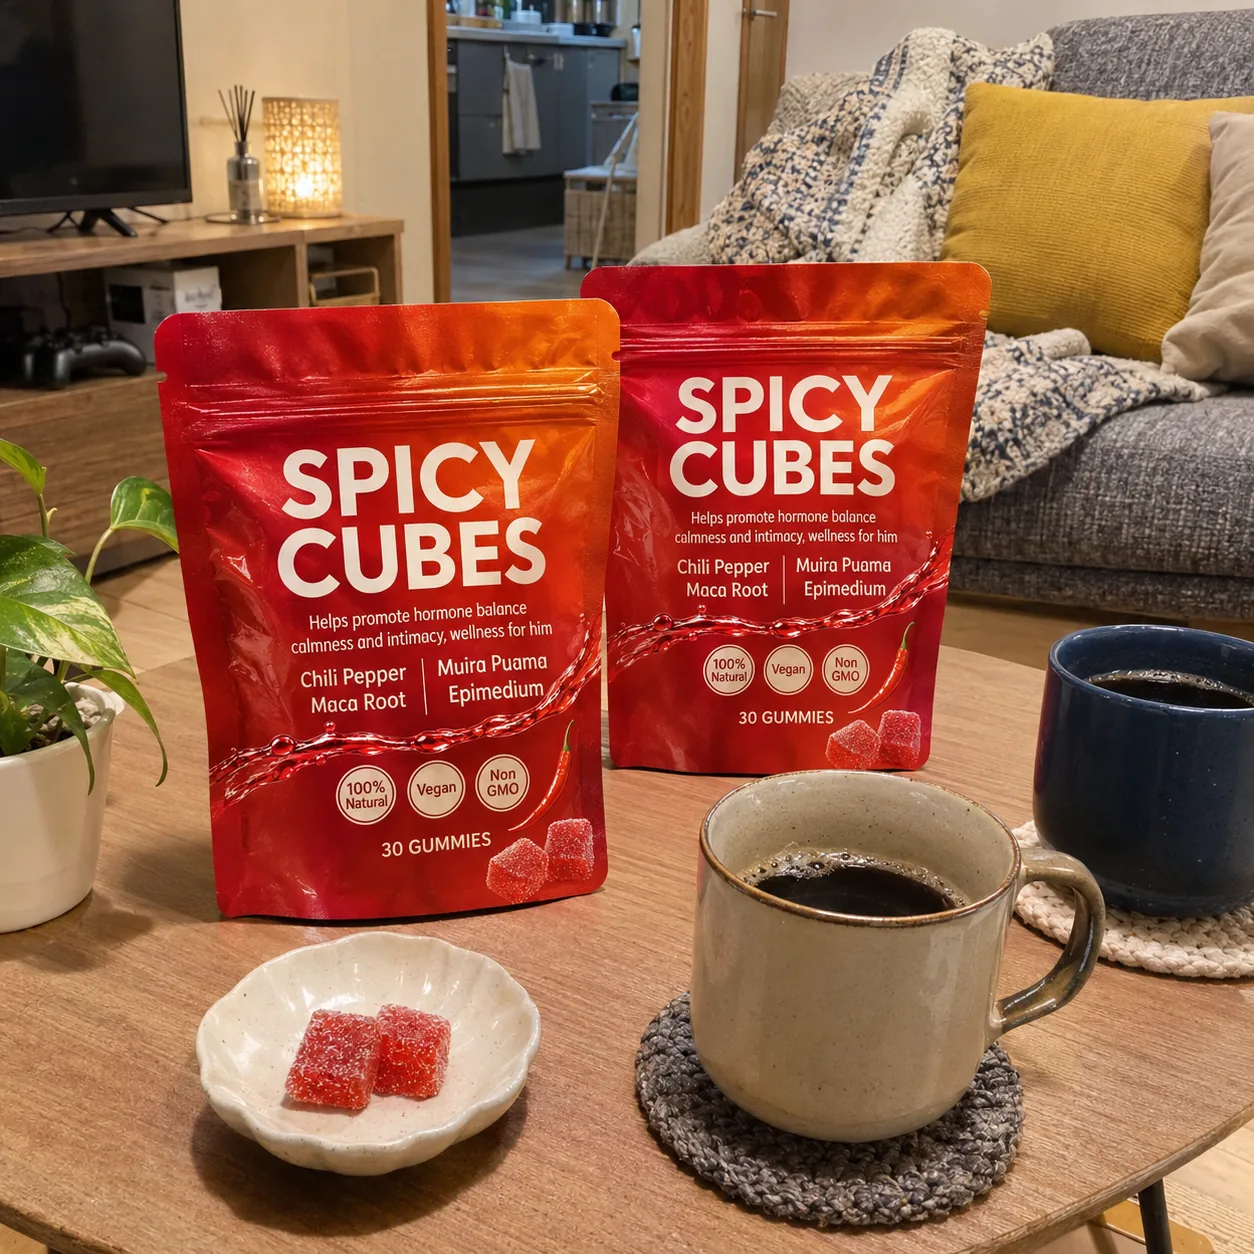 SPICY
CUBES
Helps promote hormone balance
calmness and intimacy, wellness for him
Chili Pepper
Maca Root
Muira Puama
Epimedium
100%
Natural
Vegan
Non
GMO
30 GUMMIES
SPICY
CUBES
Helps promote hormone balance
calmness and intimacy, wellness for him
Chili Pepper
Maca Root
Muira Puama
Epimedium
100%
Natural
Vegan
Non
GMO
30 GUMMIES